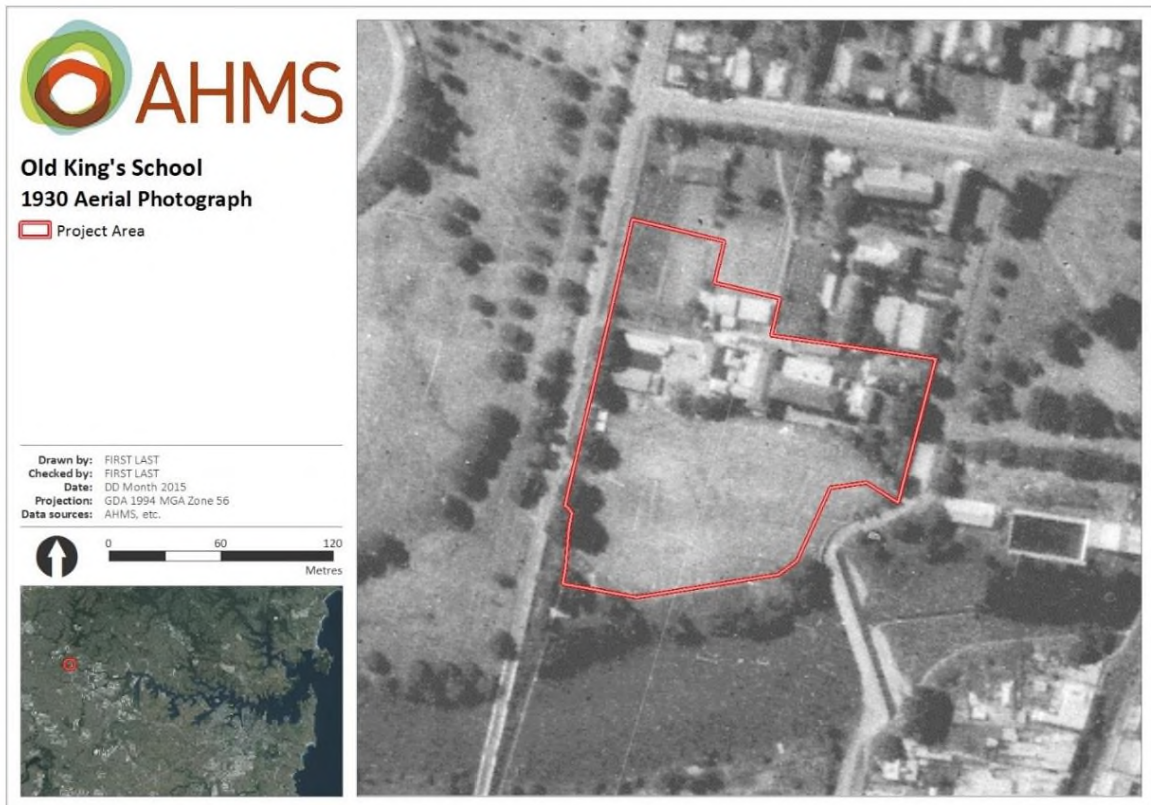 AHMS
Old King's School
1930 Aerial Photograph
Project Area
Drawn by: FIRST LAST
Checked by: FIRST LAST
Date: DD Month 2015
Projection: GDA 1994 MGA Zone 56
Data sources: AHMS, etc.
0 60 120
Metres